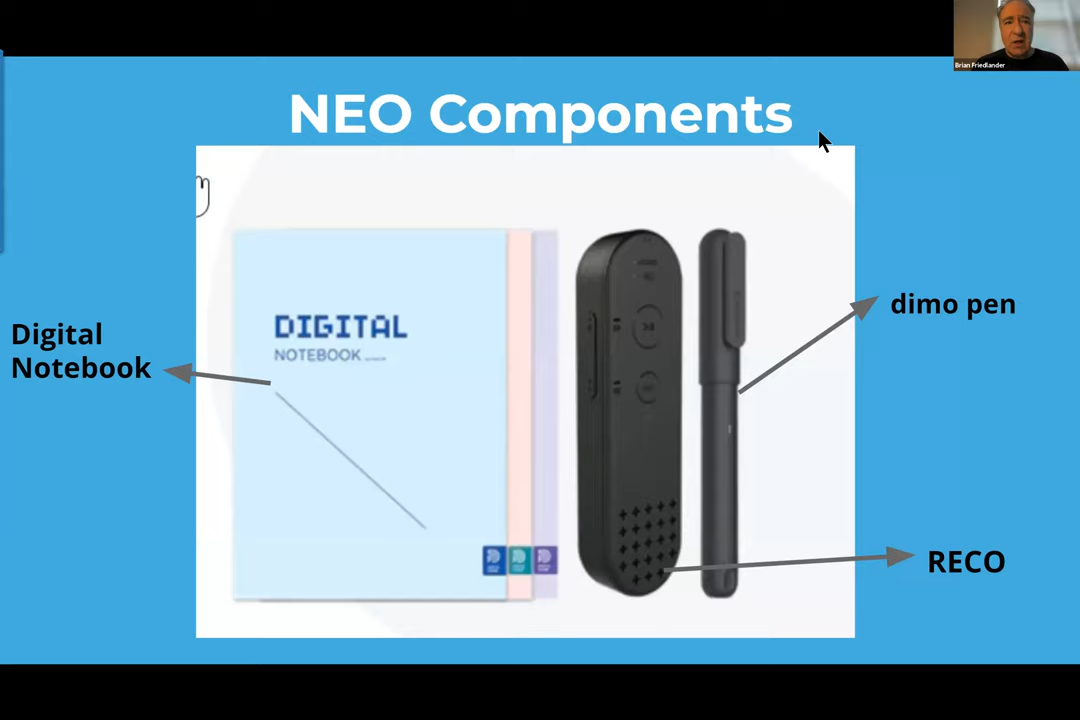 Brian Friedlander
NEO Components
DIGITAL
NOTEBOOK
Digital
Notebook
dimo pen
RECO